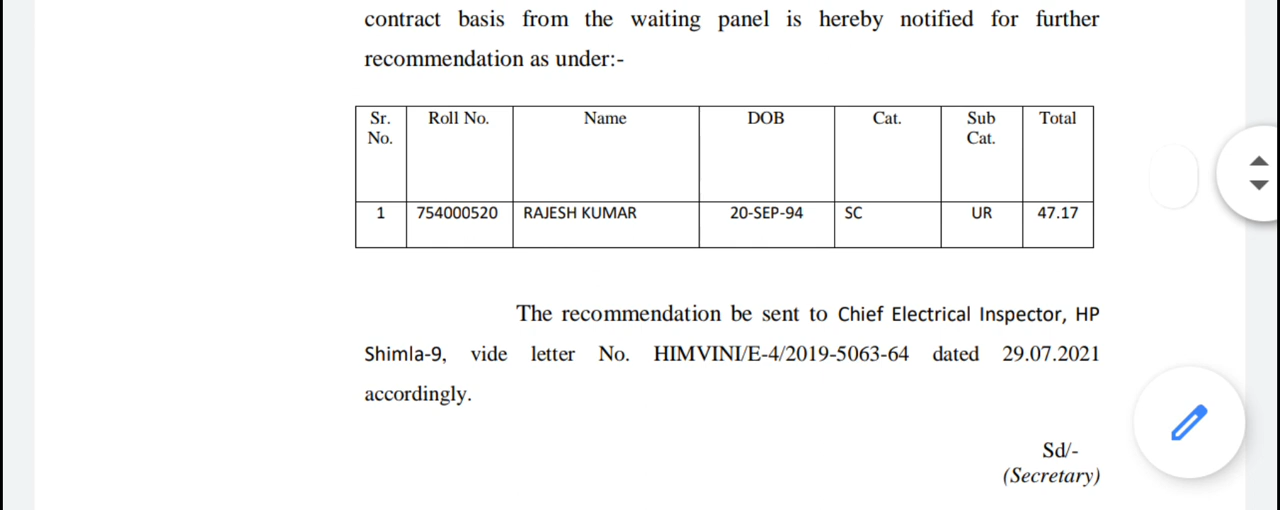 contract basis from the waiting panel is hereby notified for further
recommendation as under:-
Sr. No. Roll No. Name DOB Cat. Sub Cat. Total
1 754000520 RAJESH KUMAR 20-SEP-94 SC UR 47.17
The recommendation be sent to Chief Electrical Inspector, HP
Shimla-9, vide letter No. HIMVINI/E-4/2019-5063-64 dated 29.07.2021
accordingly.
Sd/-
(Secretary)